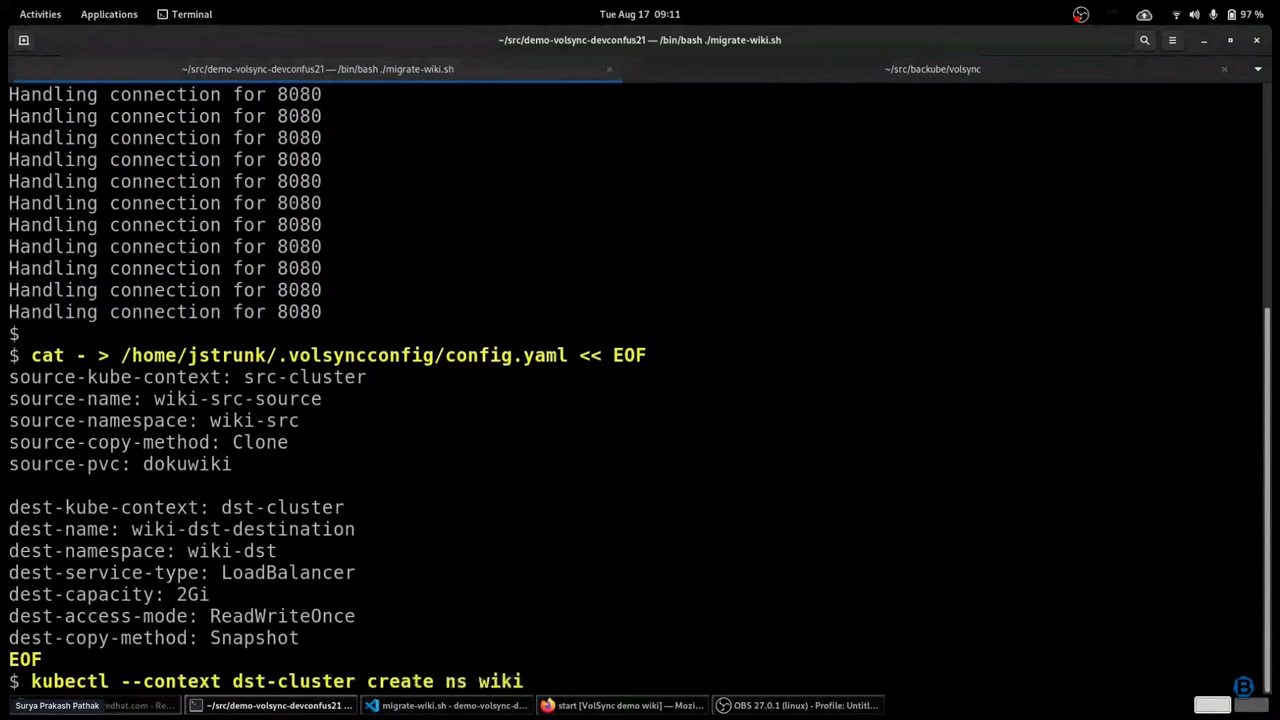 Activities Applications Terminal Tue Aug 17 09:11 97 %
~/src/demo-volsync-devconfus21 — /bin/bash ./migrate-wiki.sh
~/src/demo-volsync-devconfus21 — /bin/bash ./migrate-wiki.sh ~/src/backube/volsync
Handling connection for 8080
Handling connection for 8080
Handling connection for 8080
Handling connection for 8080
Handling connection for 8080
Handling connection for 8080
Handling connection for 8080
Handling connection for 8080
Handling connection for 8080
Handling connection for 8080
Handling connection for 8080
$
$ cat - > /home/jstrunk/.volsyncconfig/config.yaml << EOF
source-kube-context: src-cluster
source-name: wiki-src-source
source-namespace: wiki-src
source-copy-method: Clone
source-pvc: dokuwiki
dest-kube-context: dst-cluster
dest-name: wiki-dst-destination
dest-namespace: wiki-dst
dest-service-type: LoadBalancer
dest-capacity: 2Gi
dest-access-mode: ReadWriteOnce
dest-copy-method: Snapshot
EOF
$ kubectl --context dst-cluster create ns wiki
Surya Prakash Pathak edhat.com - Re... ~/src/demo-volsync-devconfus21 ... migrate-wiki.sh - demo-volsync-d... start [VolSync demo wiki] — Mozi... OBS 27.0.1 (linux) - Profile: Untitl...